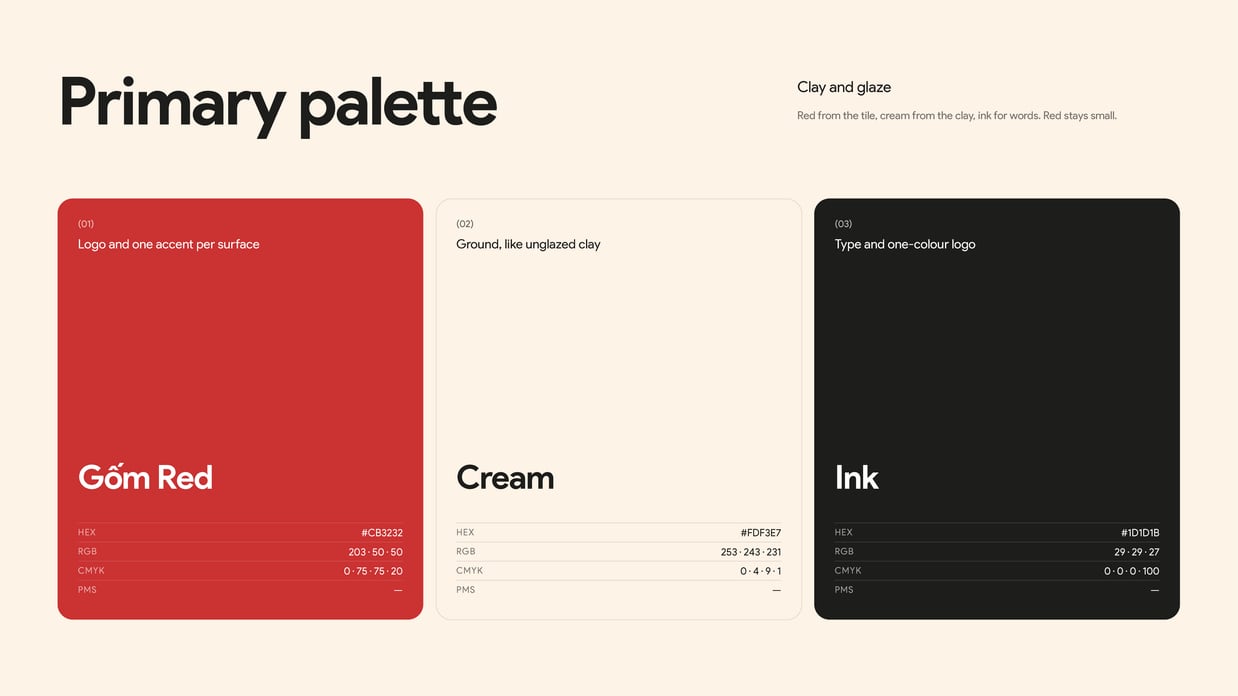 Primary palette
Clay and glaze
Red from the tile, cream from the clay, ink for words. Red stays small.
(01)
Logo and one accent per surface
Gốm Red
HEX #CB3232
RGB 203 · 50 · 50
CMYK 0 · 75 · 75 · 20
PMS —
(02)
Ground, like unglazed clay
Cream
HEX #FDF3E7
RGB 253 · 243 · 231
CMYK 0 · 4 · 9 · 1
PMS —
(03)
Type and one-colour logo
Ink
HEX #1D1D1B
RGB 29 · 29 · 27
CMYK 0 · 0 · 0 · 100
PMS —